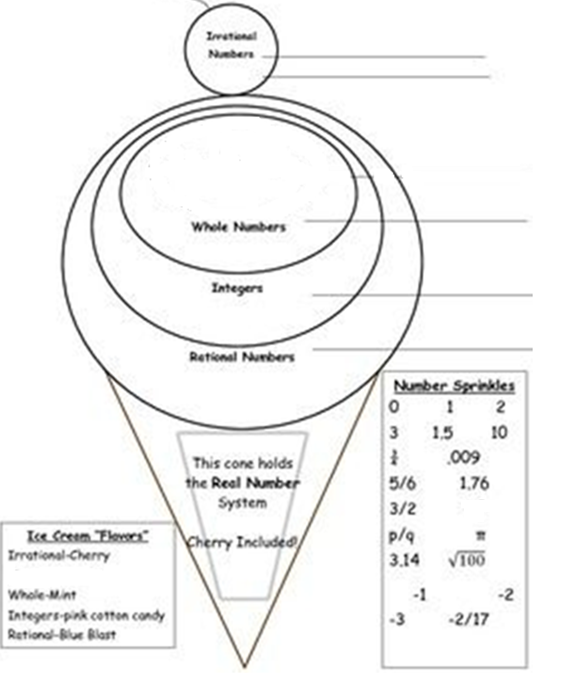 Irrational
Numbers
Whole Numbers
Integers
Rational Numbers
This cone holds
the Real Number
System
Cherry Included!
Ice Cream "Flavors"
Irrational-Cherry
Whole-Mint
Integers-pink cotton candy
Rational-Blue Blast
Number Sprinkles
0 1 2
3 1.5 10
.009
5/6 1.76
3/2
p/q π
3.14 √100
-1 -2
-3 -2/17